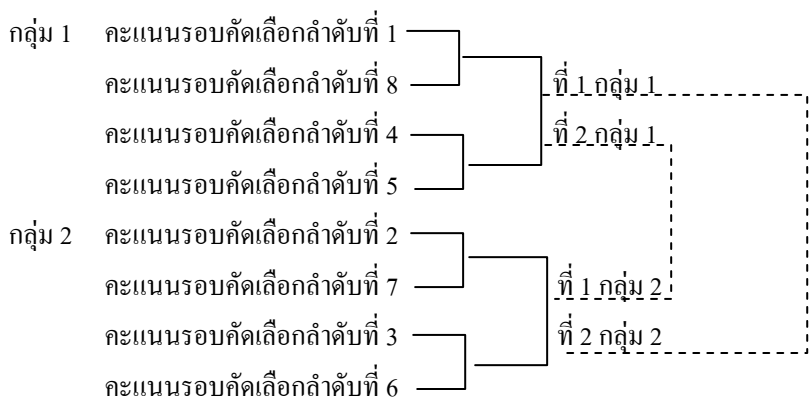 กลุ่ม 1 คะแนนรอบคัดเลือกลำดับที่ 1
คะแนนรอบคัดเลือกลำดับที่ 8
ที่ 1 กลุ่ม 1
คะแนนรอบคัดเลือกลำดับที่ 4
ที่ 2 กลุ่ม 1
คะแนนรอบคัดเลือกลำดับที่ 5
กลุ่ม 2 คะแนนรอบคัดเลือกลำดับที่ 2
คะแนนรอบคัดเลือกลำดับที่ 7
ที่ 1 กลุ่ม 2
คะแนนรอบคัดเลือกลำดับที่ 3
ที่ 2 กลุ่ม 2
คะแนนรอบคัดเลือกลำดับที่ 6